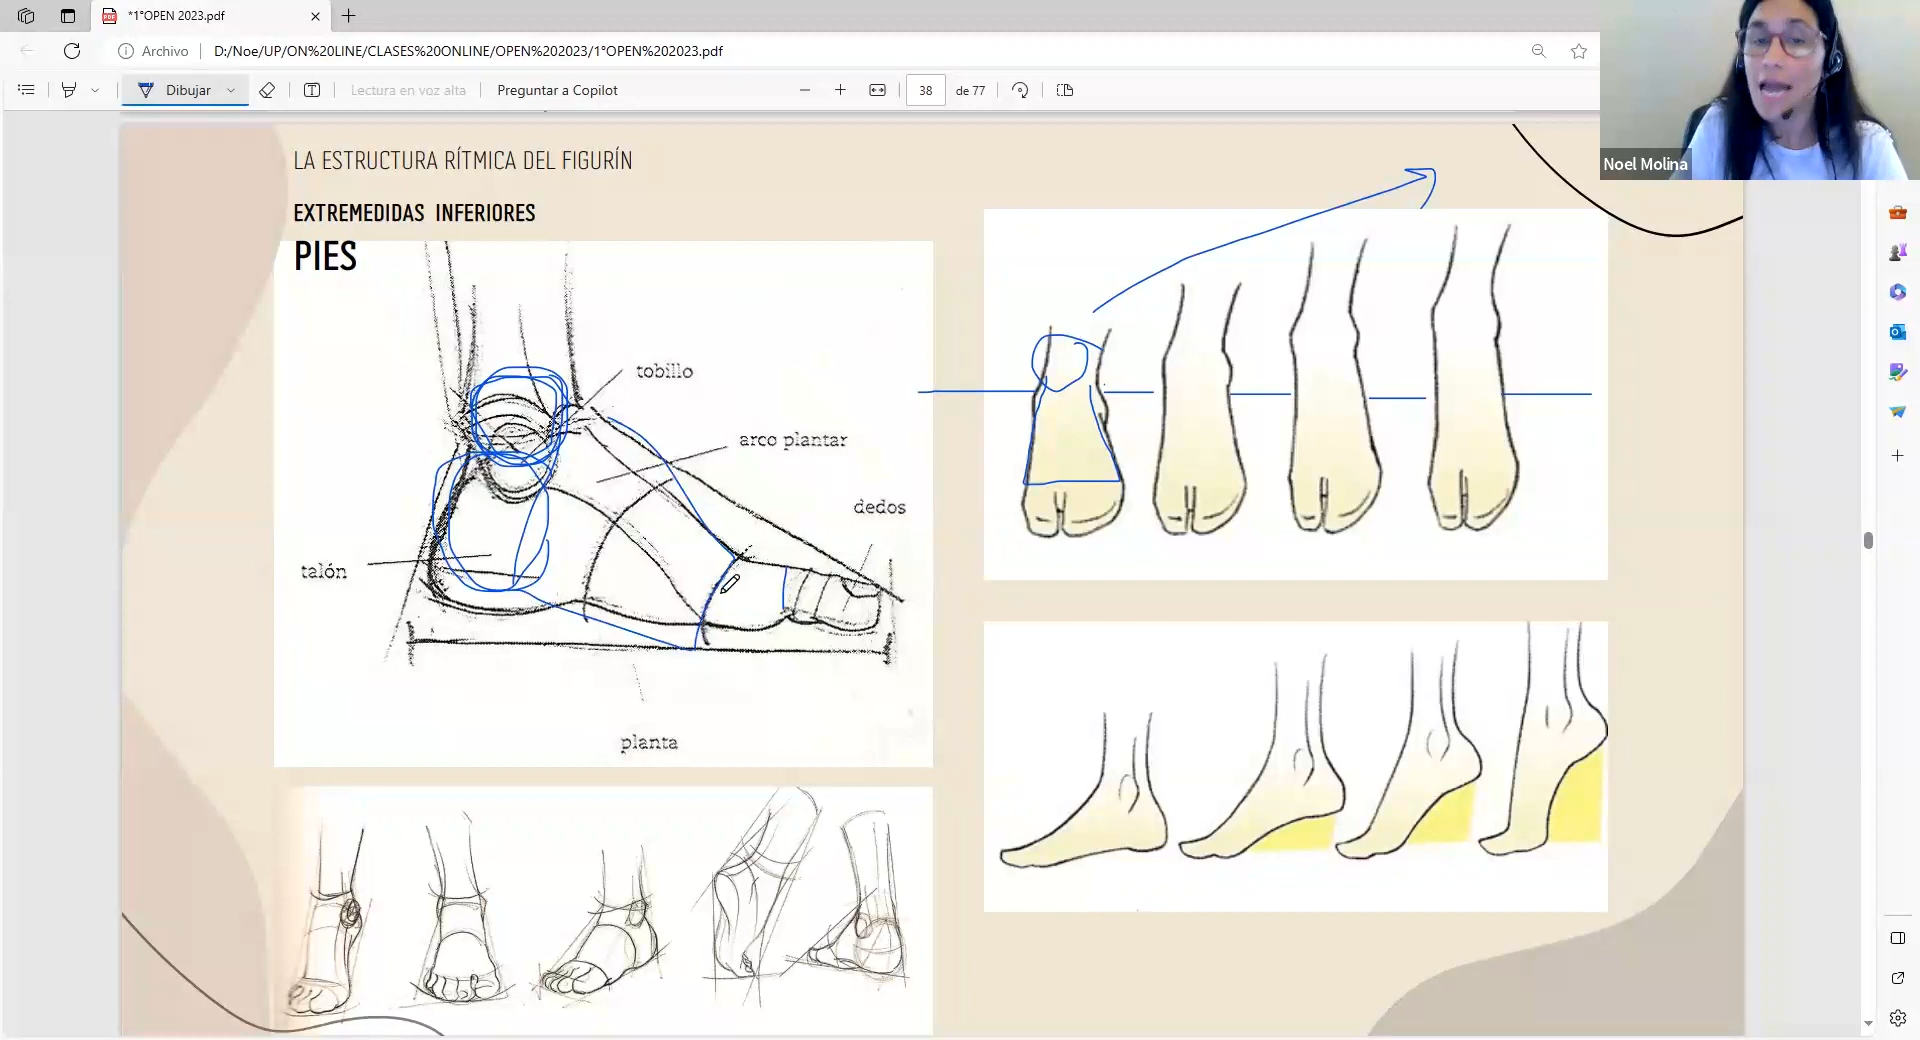 *1°OPEN 2023.pdf
Archivo
D:/Noe/UP/ON%20LINE/CLASES%20ONLINE/OPEN%202023/1°OPEN%202023.pdf
Dibujar
Lectura en voz alta
Preguntar a Copilot
38
de 77
Noel Molina
LA ESTRUCTURA RÍTMICA DEL FIGURÍN
EXTREMEDIDAS INFERIORES
PIES
tobillo
arco plantar
dedos
talón
planta